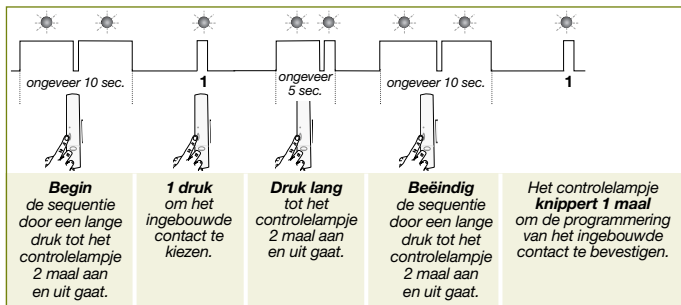 ongeveer 10 sec.
1
ongeveer
5 sec.
ongeveer 10 sec.
1
Begin
de sequentie
door een lange
druk tot het
controlelampje
2 maal aan
en uit gaat.
1 druk
om het
ingebouwde
contact te
kiezen.
Druk lang
tot het
controlelampje
2 maal aan
en uit gaat.
Beëindig
de sequentie
door een lange
druk tot het
controlelampje
2 maal aan
en uit gaat.
Het controlelampje
knippert 1 maal
om de programmering
van het ingebouwde
contact te bevestigen.